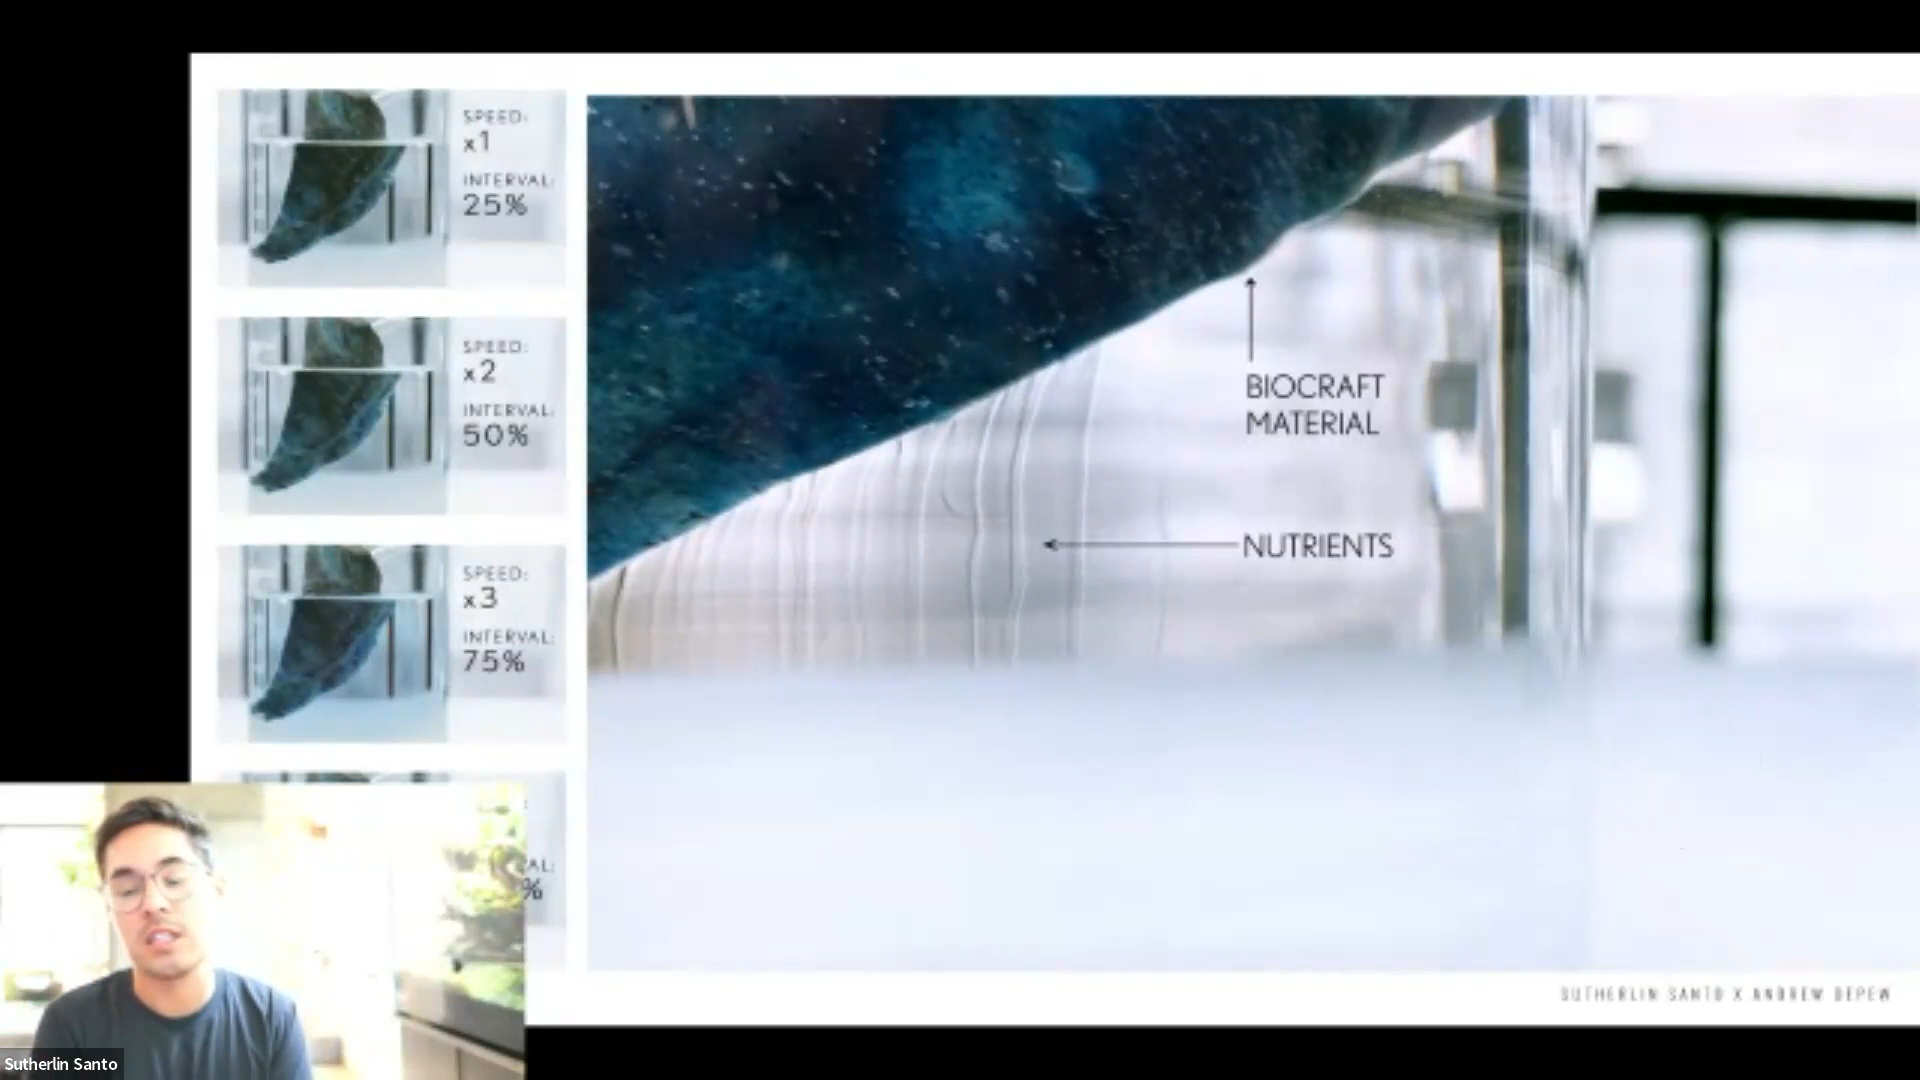 SPEED:
x1
INTERVAL:
25%
SPEED:
x2
INTERVAL:
50%
SPEED:
x3
INTERVAL:
75%
AL:
%
BIOCRAFT
MATERIAL
NUTRIENTS
SUTHERLIN SANTO X ANDREW DEPEW
Sutherlin Santo